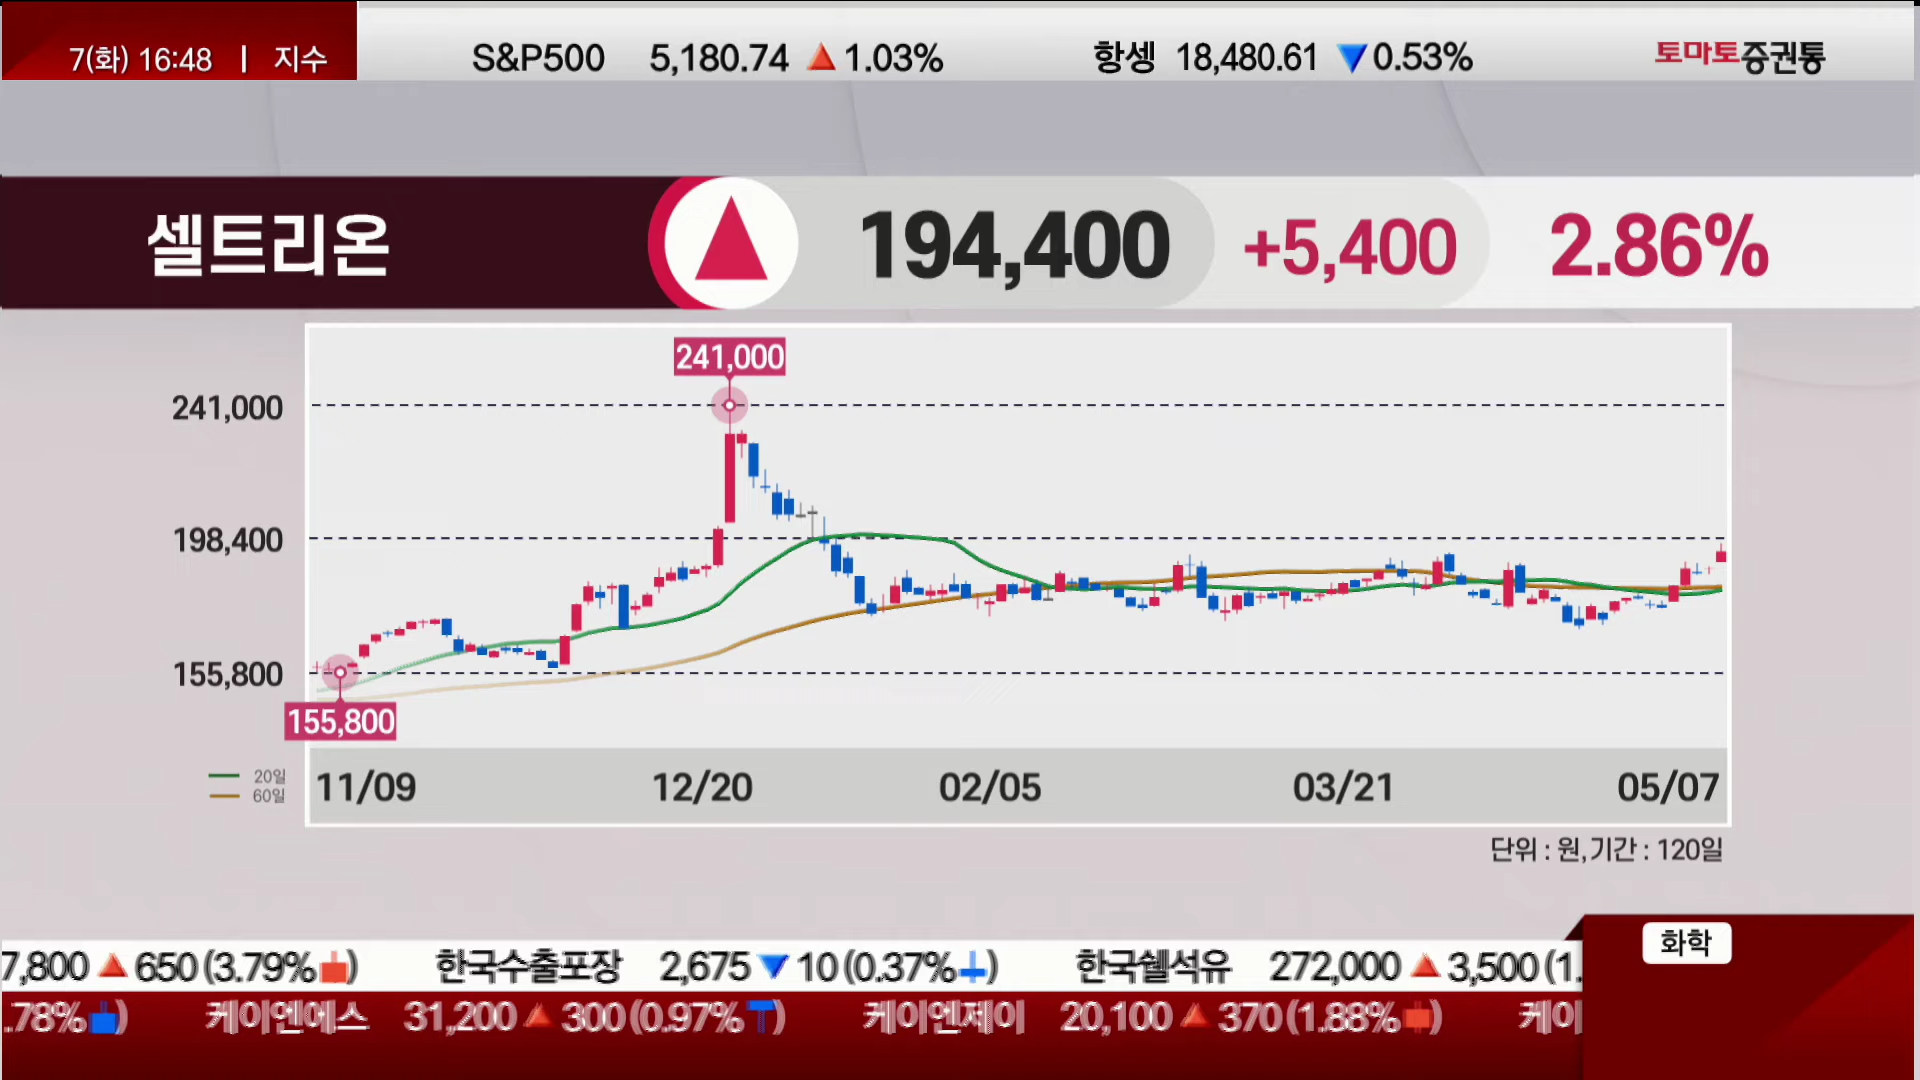 7(화) 16:48 | 지수 S&P500 5,180.74 ▲ 1.03% 항셍 18,480.61 ▼ 0.53% 토마토증권통
셀트리온 ▲ 194,400 +5,400 2.86%
241,000
241,000
198,400
155,800
155,800
20일
60일
11/09 12/20 02/05 03/21 05/07
단위 : 원, 기간 : 120일
화학
7,800 ▲ 650 (3.79% ) 한국수출포장 2,675 ▼ 10 (0.37% ) 한국쉘석유 272,000 ▲ 3,500 (1.
.78% ) 케이엔에스 31,200 ▲ 300 (0.97% ) 케이엔제이 20,100 ▲ 370 (1.88% ) 케이